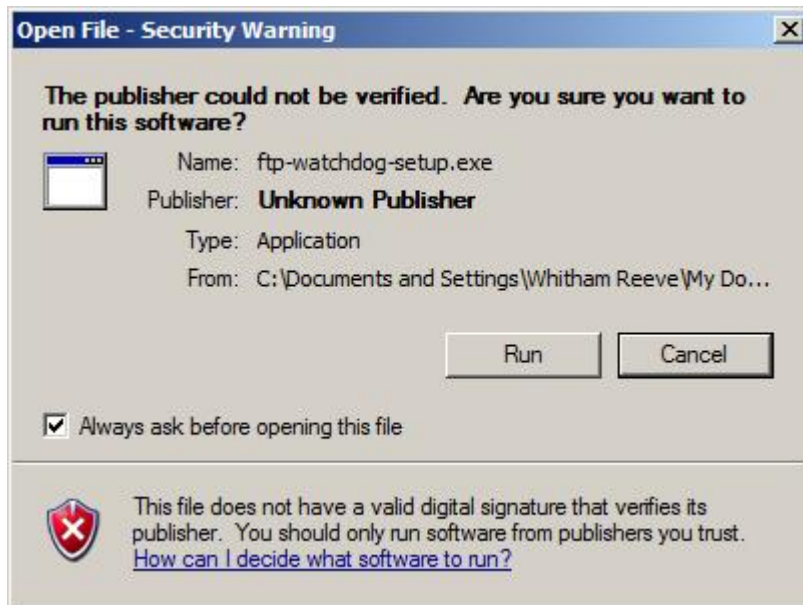 Open File - Security Warning
The publisher could not be verified. Are you sure you want to
run this software?
Name: ftp-watchdog-setup.exe
Publisher: Unknown Publisher
Type: Application
From: C:\Documents and Settings\Whitham Reeve\My Do...
Run Cancel
Always ask before opening this file
This file does not have a valid digital signature that verifies its
publisher. You should only run software from publishers you trust.
How can I decide what software to run?